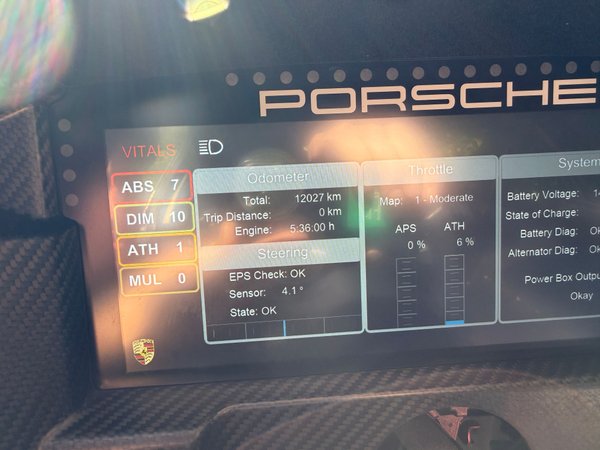 PORSCHE
VITALS
ABS 7
DIM 10
ATH 1
MUL 0
Odometer
Total: 12027 km
Trip Distance: 0 km
Engine: 5:36:00 h
Steering
EPS Check: OK
Sensor: 4.1 °
State: OK
Throttle
Map: 1 - Moderate
APS ATH
0 % 6 %
System
Battery Voltage:
State of Charge:
Battery Diag:
Alternator Diag:
Power Box Outpu
Okay